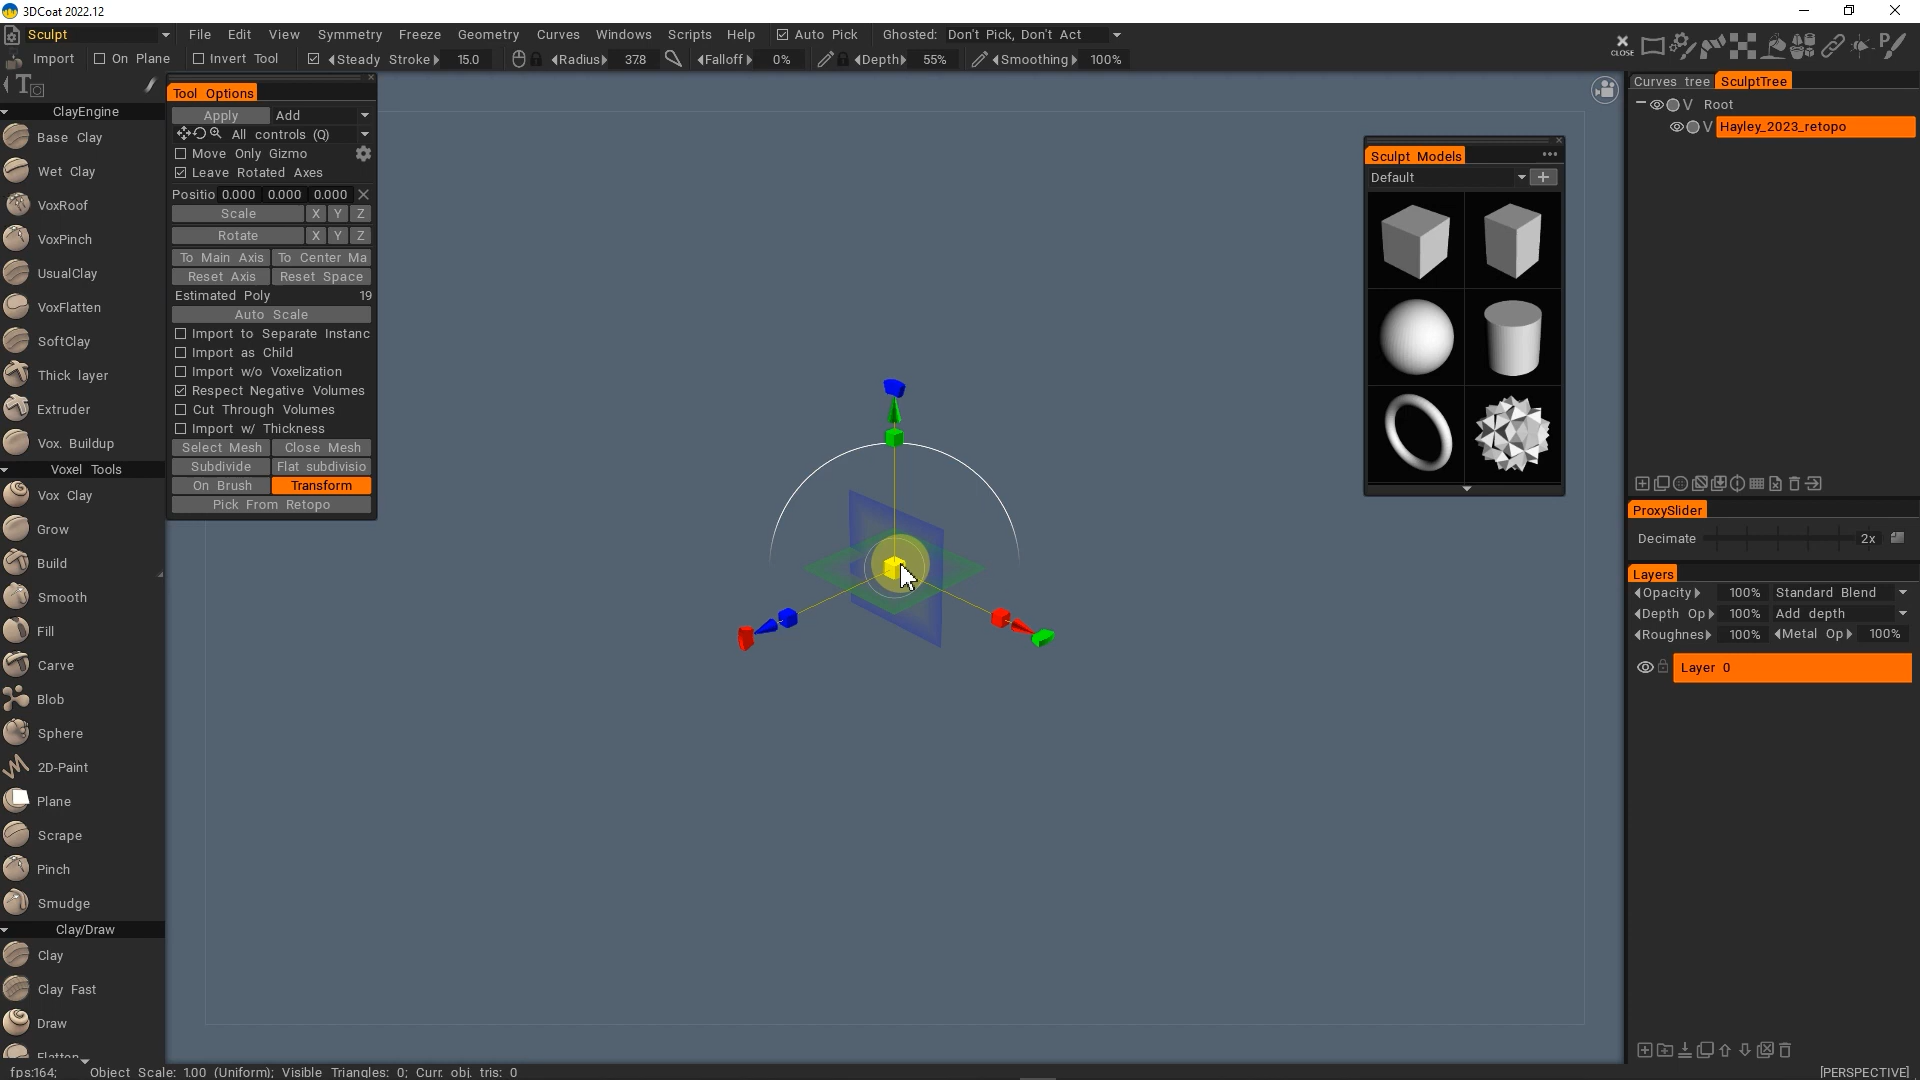 3DCoat 2022.12
Sculpt File Edit View Symmetry Freeze Geometry Curves Windows Scripts Help Auto Pick Ghosted: Don't Pick, Don't Act
Import On Plane Invert Tool Steady Stroke 15.0 Radius 37.8 Falloff 0% Depth 55% Smoothing 100% CLOSE
Tool Options
Apply Add
All controls (Q)
Move Only Gizmo
Leave Rotated Axes
Positio 0.000 0.000 0.000
Scale X Y Z
Rotate X Y Z
To Main Axis To Center Ma
Reset Axis Reset Space
Estimated Poly 19
Auto Scale
Import to Separate Instanc
Import as Child
Import w/o Voxelization
Respect Negative Volumes
Cut Through Volumes
Import w/ Thickness
Select Mesh Close Mesh
Subdivide Flat subdivisio
On Brush Transform
Pick From Retopo
ClayEngine
Base Clay
Wet Clay
VoxRoof
VoxPinch
UsualClay
VoxFlatten
SoftClay
Thick layer
Extruder
Vox. Buildup
Voxel Tools
Vox Clay
Grow
Build
Smooth
Fill
Carve
Blob
Sphere
2D-Paint
Plane
Scrape
Pinch
Smudge
Clay/Draw
Clay
Clay Fast
Draw
Flatten
Sculpt Models
Default
Curves tree SculptTree
V Root
V Hayley_2023_retopo
ProxySlider
Decimate 2x
Layers
Opacity 100% Standard Blend
Depth Op 100% Add depth
Roughness 100% Metal Op 100%
Layer 0
fps:164; Object Scale: 1.00 (Uniform); Visible Triangles: 0; Curr. obj. tris: 0
[PERSPECTIVE]